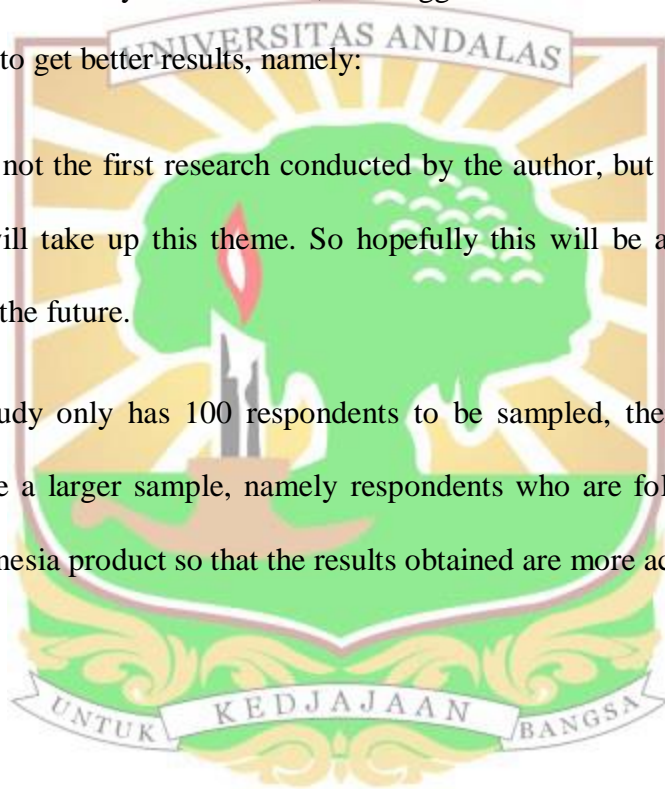 UNIVERSITAS ANDALAS
to get better results, namely:
not the first research conducted by the author, but
will take up this theme. So hopefully this will be a
the future.
udy only has 100 respondents to be sampled, the
e a larger sample, namely respondents who are fol
nesia product so that the results obtained are more ac
UNTUK KEDJAJAAN BANGSA